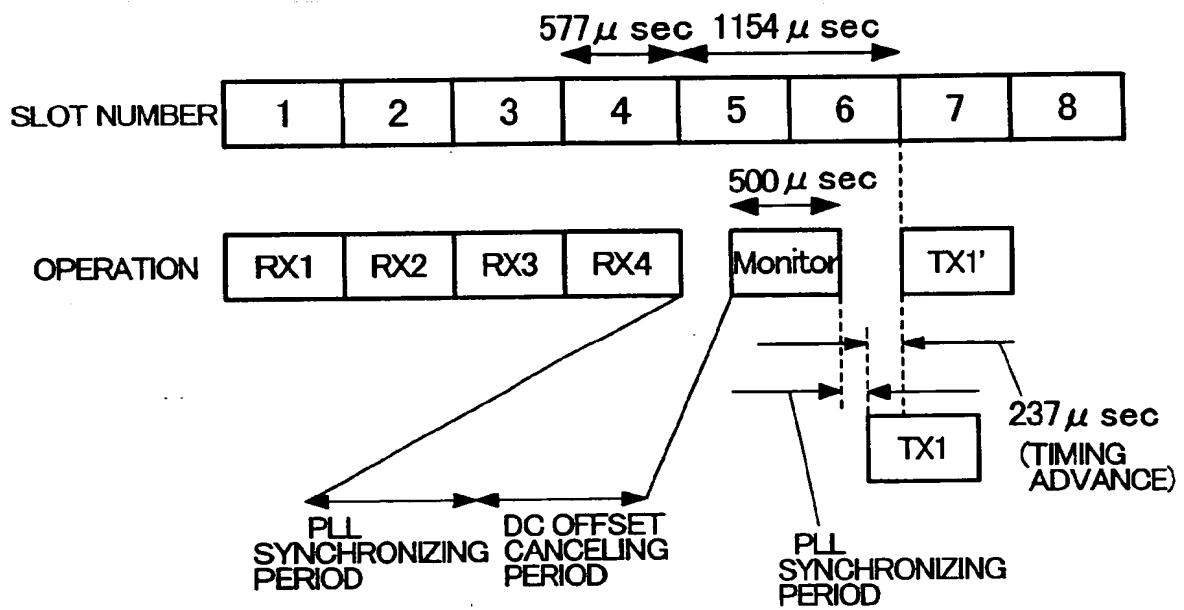 577μ sec 1154μ sec
SLOT NUMBER 1 2 3 4 5 6 7 8
500μ sec
OPERATION RX1 RX2 RX3 RX4 Monitor TX1'
237μ sec
(TIMING
ADVANCE)
TX1
PLL
SYNCHRONIZING
PERIOD
DC OFFSET
CANCELING
PERIOD
PLL
SYNCHRONIZING
PERIOD